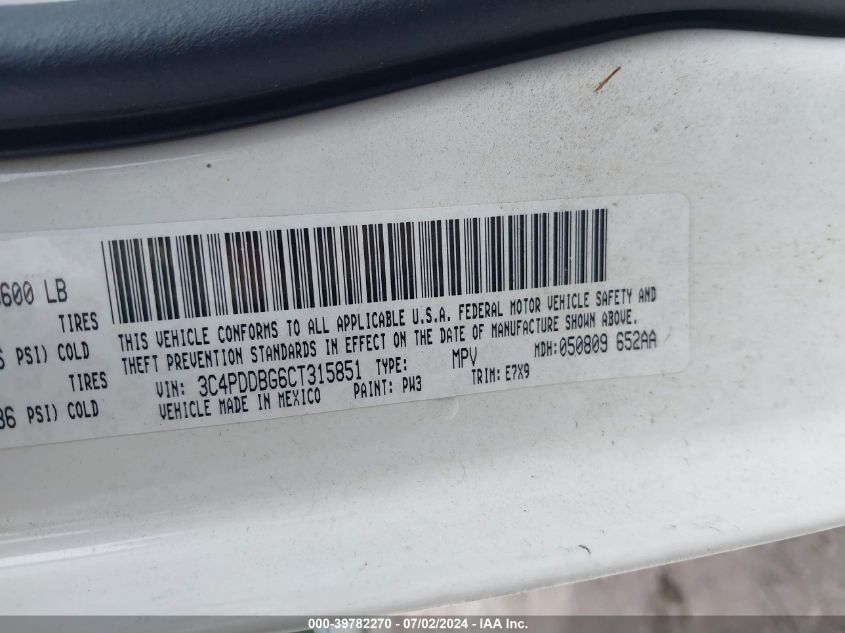 600 LB
TIRES
PSI) COLD
TIRES
PSI) COLD
THIS VEHICLE CONFORMS TO ALL APPLICABLE U.S.A. FEDERAL MOTOR VEHICLE SAFETY AND
THEFT PREVENTION STANDARDS IN EFFECT ON THE DATE OF MANUFACTURE SHOWN ABOVE.
VIN: 3C4PDDBG6CT315851 TYPE: MPV MDH:050809 652AA
VEHICLE MADE IN MEXICO PAINT: PW3 TRIM: E7X9
000-39782270 - 07/02/2024 - IAA Inc.